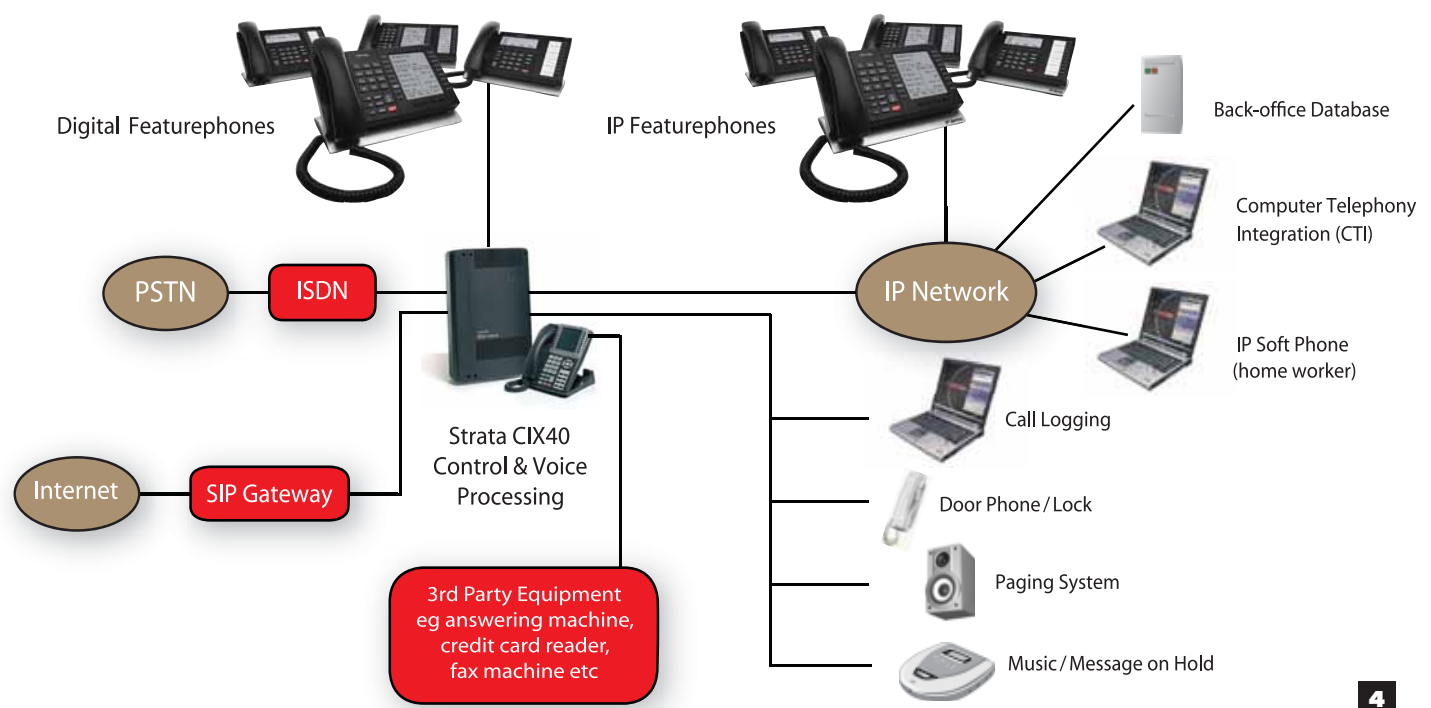 Digital Featurephones
IP Featurephones
Back-office Database
Computer Telephony
Integration (CTI)
PSTN
ISDN
IP Network
IP Soft Phone
(home worker)
Strata CIX40
Control & Voice
Processing
Call Logging
Internet
SIP Gateway
Door Phone / Lock
3rd Party Equipment
eg answering machine,
credit card reader,
fax machine etc
Paging System
Music / Message on Hold
4